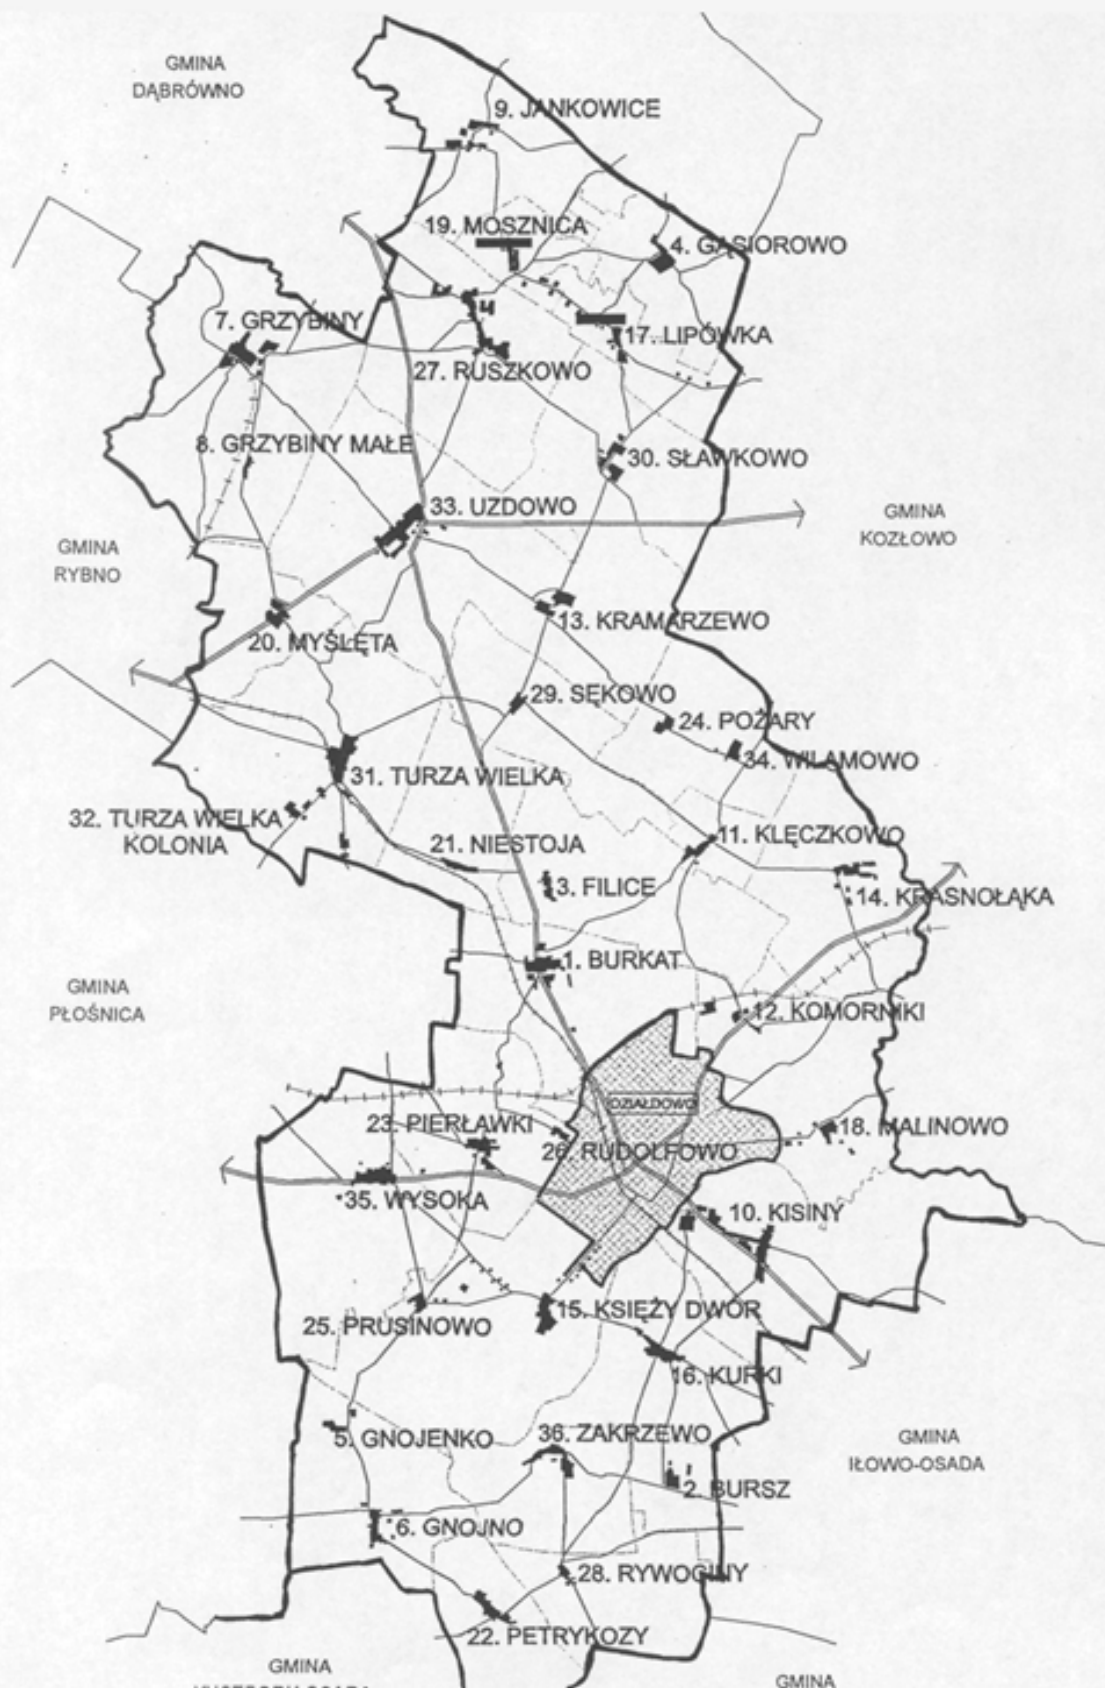 GMINA
DĄBRÓWNO
9. JANKOWICE
19. MOSZNICA
4. GĄSIOROWO
7. GRZYBINY
17. LIPÓWKA
27. RUSZKOWO
8. GRZYBINY MAŁE
30. SŁAWKOWO
33. UZDOWO
GMINA
KOZŁOWO
GMINA
RYBNO
13. KRAMARZEWO
20. MYŚLĘTA
29. SĘKOWO
24. POŻARY
34. WILAMOWO
31. TURZA WIELKA
32. TURZA WIELKA
KOLONIA
11. KLĘCZKOWO
21. NIESTOJA
3. FILICE
14. KRASNOŁĄKA
1. BURKAT
GMINA
PŁOŚNICA
12. KOMORNIKI
DZIAŁDOWO
23. PIERŁAWKI
18. MALINOWO
26. RUDOLFOWO
35. WYSOKA
10. KISINY
15. KSIĘŻY DWÓR
25. PRUSINOWO
16. KURKI
36. ZAKRZEWO
5. GNOJENKO
GMINA
IŁOWO-OSADA
2. BURSZ
6. GNOJNO
28. RYWOCINY
22. PETRYKOZY
GMINA
GMINA